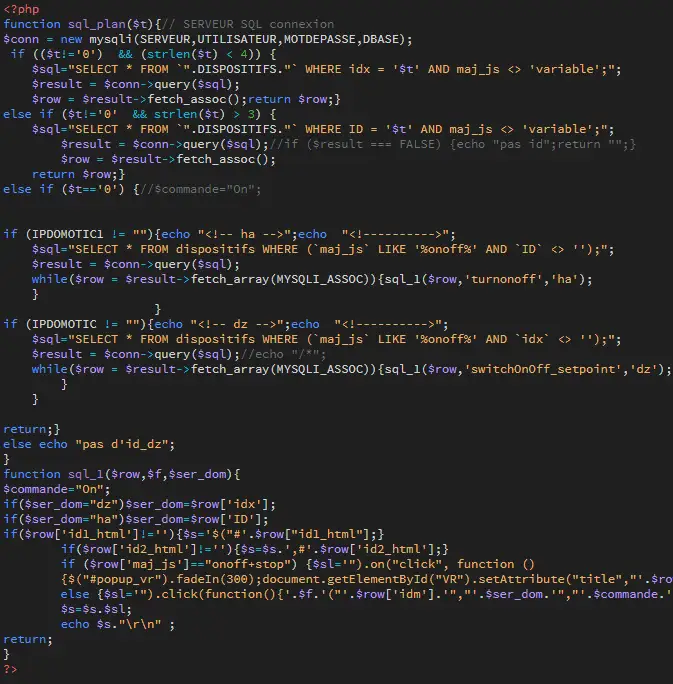 <?php
function sql_plan($t){// SERVEUR SQL connexion
$conn = new mysqli(SERVEUR,UTILISATEUR,MOTDEPASSE,DBASE);
if (($t!='0')  && (strlen($t) < 4)) {
$sql="SELECT * FROM `".DISPOSITIFS."` WHERE idx = '$t' AND maj_js <> 'variable';";
$result = $conn->query($sql);
$row = $result->fetch_assoc();return $row;}
else if ($t!='0'  && strlen($t) > 3) {
$sql="SELECT * FROM `".DISPOSITIFS."` WHERE ID = '$t' AND maj_js <> 'variable';";
$result = $conn->query($sql);//if ($result === FALSE) {echo "pas id";return "";}
$row = $result->fetch_assoc();
return $row;}
else if ($t=='0') {//$commande="On";
if (IPDOMOTIC1 != ""){echo "<!-- ha -->";echo  "<!---------->";
$sql="SELECT * FROM dispositifs WHERE (`maj_js` LIKE '%onoff%' AND `ID` <> '');";
$result = $conn->query($sql);
while($row = $result->fetch_array(MYSQLI_ASSOC)){sql_1($row,'turnonoff','ha');
}
}
if (IPDOMOTIC != ""){echo "<!-- dz -->";echo  "<!---------->";
$sql="SELECT * FROM dispositifs WHERE (`maj_js` LIKE '%onoff%' AND `idx` <> '');";
$result = $conn->query($sql);//echo "/*";
while($row = $result->fetch_array(MYSQLI_ASSOC)){sql_1($row,'switchOnOff_setpoint','dz');
}
}
return;}
else echo "pas d'id_dz";
}
function sql_1($row,$f,$ser_dom){
$commande="On";
if($ser_dom="dz")$ser_dom=$row['idx'];
if($ser_dom="ha")$ser_dom=$row['ID'];
if($row['id1_html']!=''){$s='$("#'.$row["id1_html"];}
if($row['id2_html']!=''){$s=$s.',#'.$row['id2_html'];}
if ($row['maj_js']=="onoff+stop") {$sl='").on("click", function ()
{$("#popup_vr").fadeIn(300);document.getElementById("VR").setAttribute("title","'.$ro
else {$sl='").click(function(){'.$f.'("'.$row['idm'].'","'.$ser_dom.'","'.$commande.'
$s=$s.$sl;
echo $s."\r\n" ;
return;
}
?>